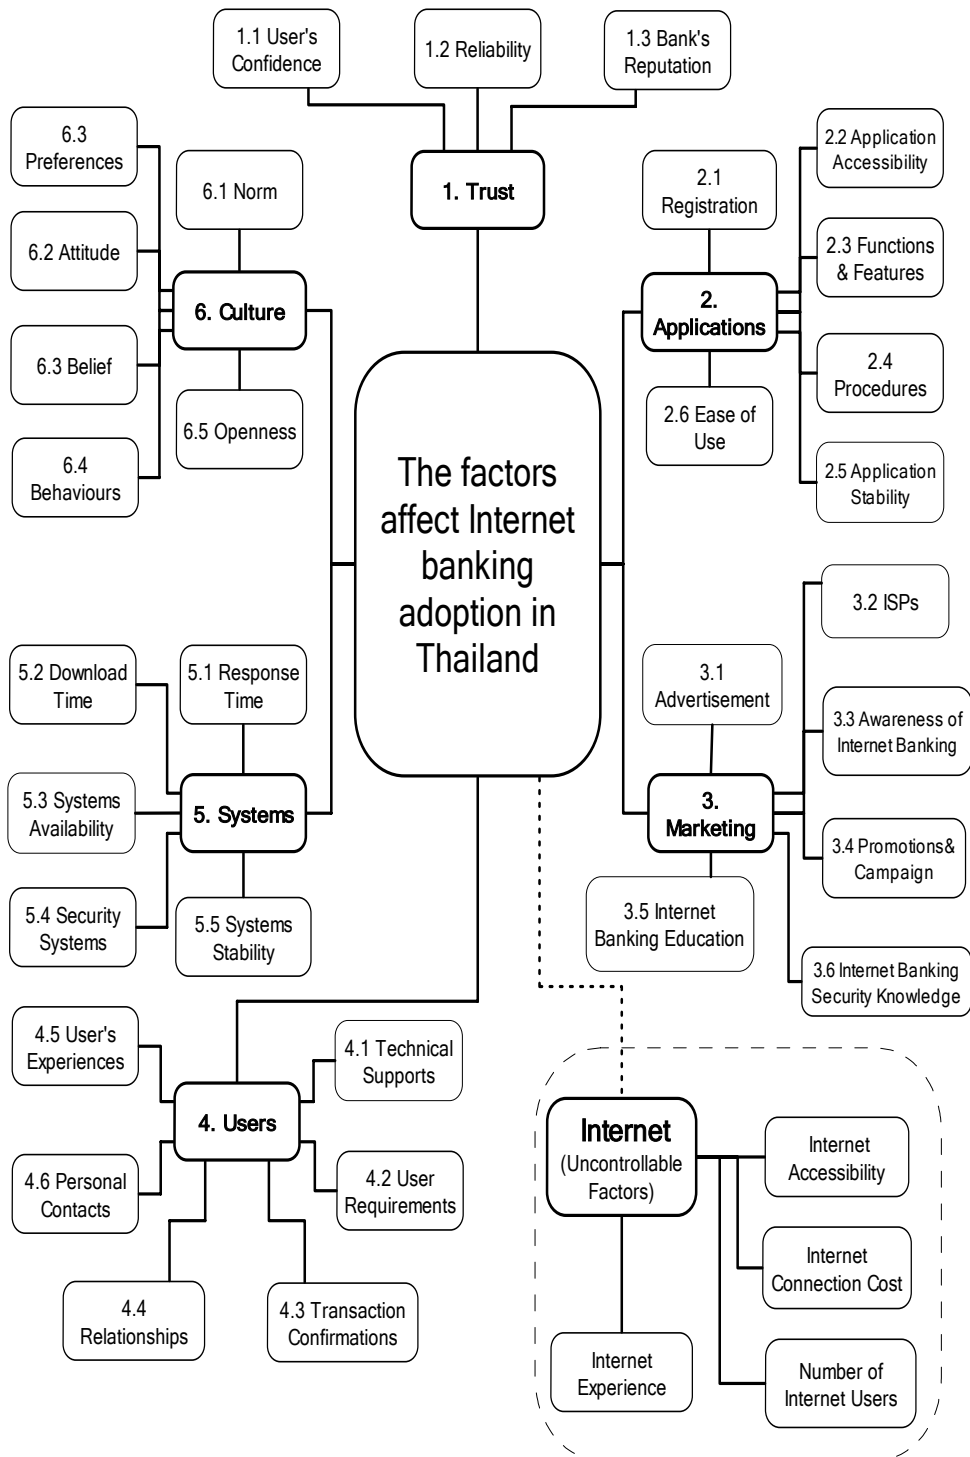 1.1 User's
Confidence
1.2 Reliability
1.3 Bank's
Reputation
1. Trust
6.3
Preferences
6.1 Norm
6.2 Attitude
6. Culture
6.3 Belief
6.5 Openness
6.4
Behaviours
2.1
Registration
2.2 Application
Accessibility
2.3 Functions
& Features
2.
Applications
2.4
Procedures
2.6 Ease of
Use
2.5 Application
Stability
The factors
affect Internet
banking
adoption in
Thailand
5.2 Download
Time
5.1 Response
Time
5.3 Systems
Availability
5. Systems
5.4 Security
Systems
5.5 Systems
Stability
3.2 ISPs
3.1
Advertisement
3.3 Awareness of
Internet Banking
3.
Marketing
3.4 Promotions&
Campaign
3.5 Internet
Banking Education
3.6 Internet Banking
Security Knowledge
4.5 User's
Experiences
4.1 Technical
Supports
4. Users
4.6 Personal
Contacts
4.2 User
Requirements
4.4
Relationships
4.3 Transaction
Confirmations
Internet
(Uncontrollable
Factors)
Internet
Accessibility
Internet
Connection Cost
Internet
Experience
Number of
Internet Users